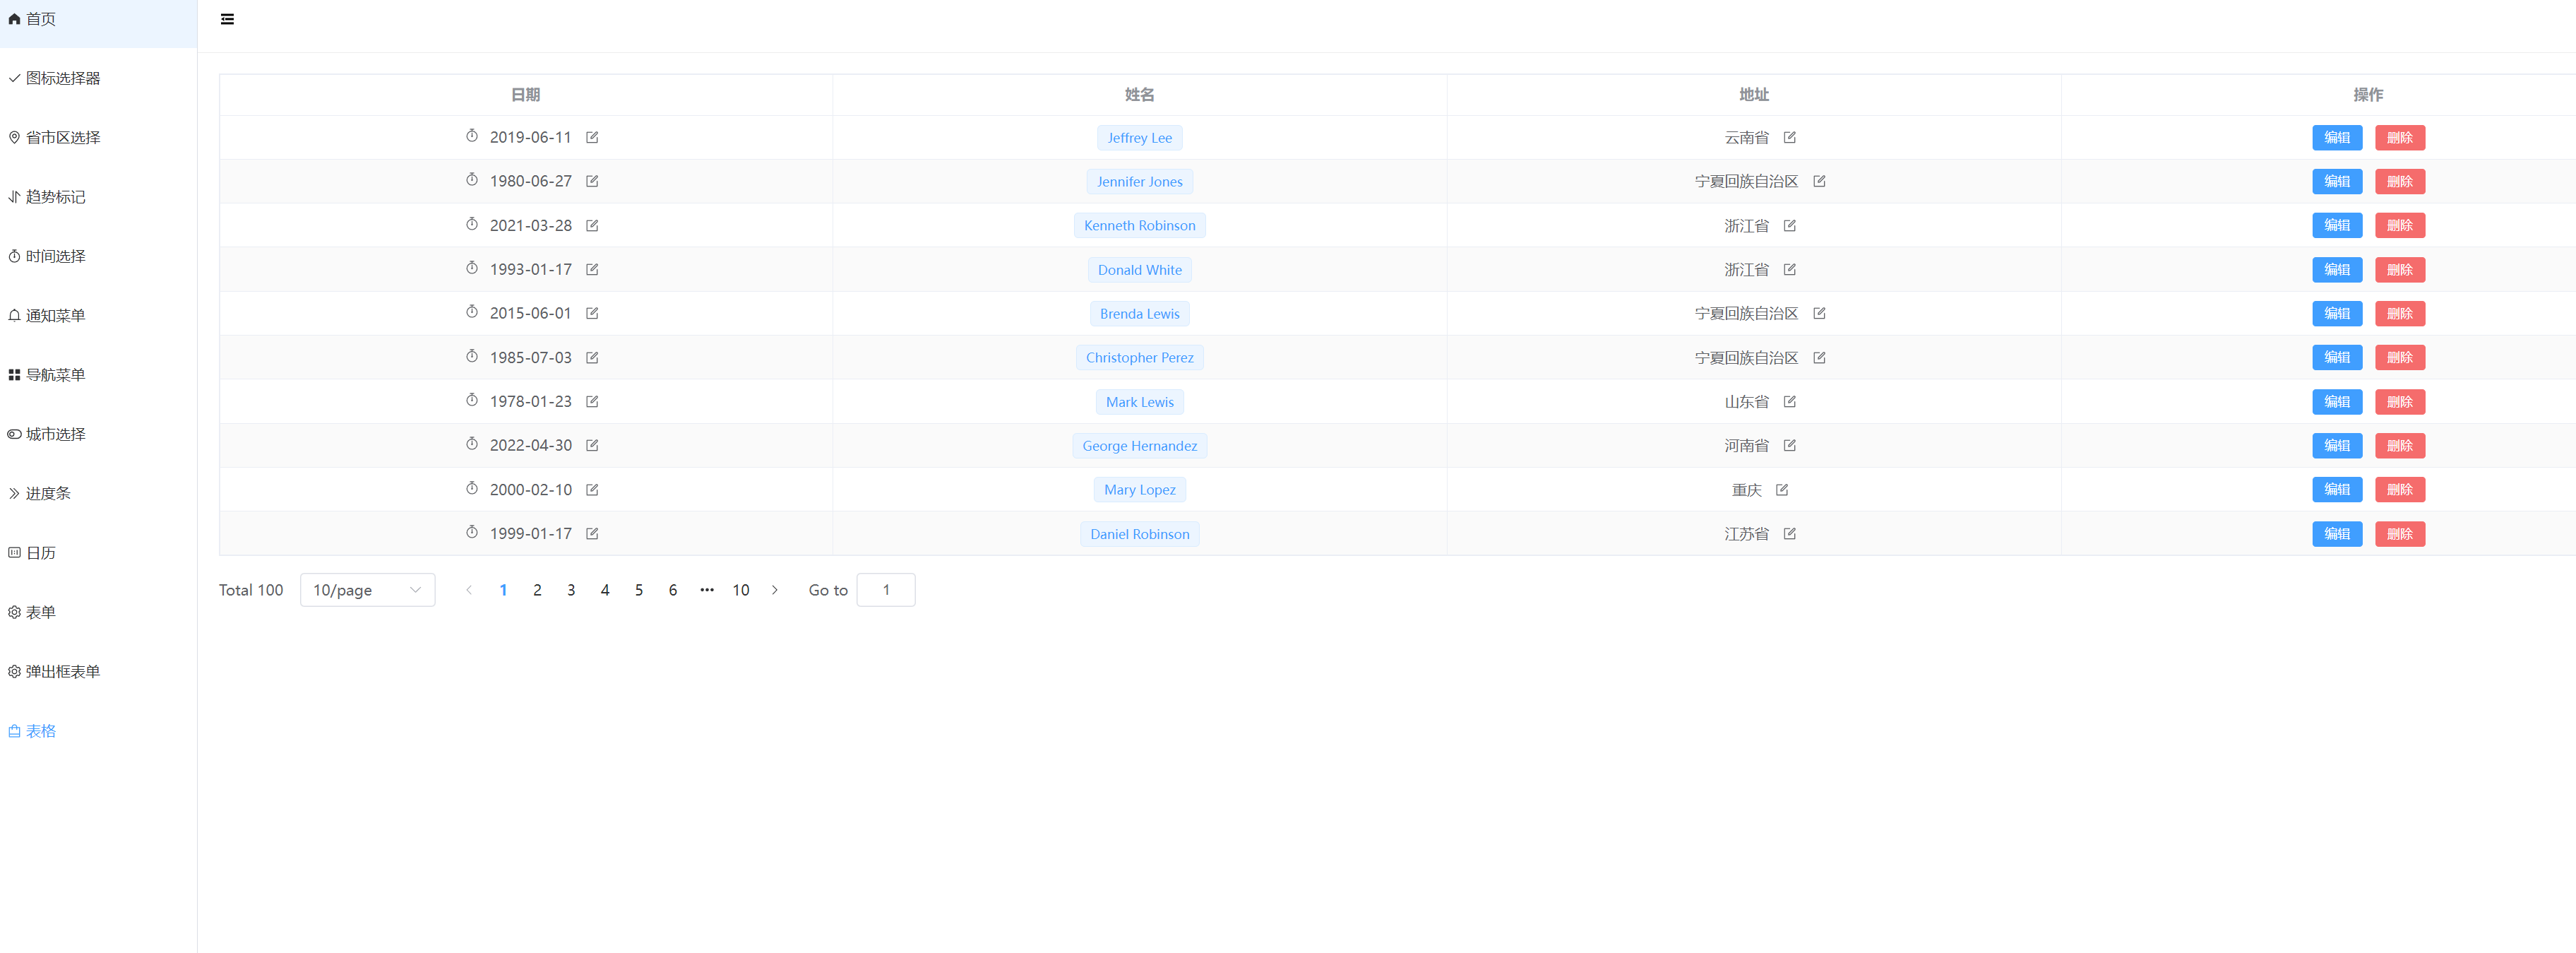 首页
图标选择器
省市区选择
趋势标记
时间选择
通知菜单
导航菜单
城市选择
进度条
日历
表单
弹出框表单
表格
日期 姓名 地址 操作
2019-06-11 Jeffrey Lee 云南省 编辑 删除
1980-06-27 Jennifer Jones 宁夏回族自治区 编辑 删除
2021-03-28 Kenneth Robinson 浙江省 编辑 删除
1993-01-17 Donald White 浙江省 编辑 删除
2015-06-01 Brenda Lewis 宁夏回族自治区 编辑 删除
1985-07-03 Christopher Perez 宁夏回族自治区 编辑 删除
1978-01-23 Mark Lewis 山东省 编辑 删除
2022-04-30 George Hernandez 河南省 编辑 删除
2000-02-10 Mary Lopez 重庆 编辑 删除
1999-01-17 Daniel Robinson 江苏省 编辑 删除
Total 100 10/page 1 2 3 4 5 6 ••• 10 Go to 1